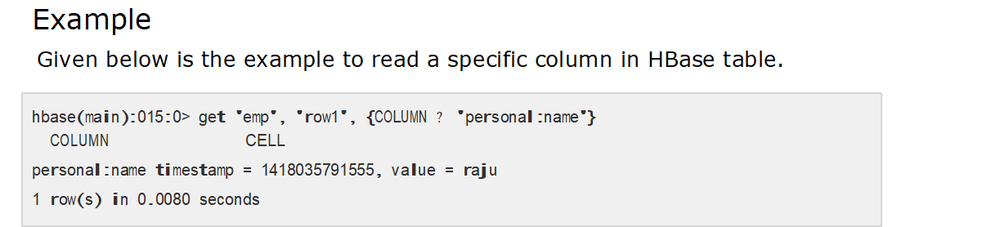 Example
Given below is the example to read a specific column in HBase table.
hbase(main):015:0> get "emp", "row1", {COLUMN ? "personal:name"}
COLUMN CELL
personal:name timestamp = 1418035791555, value = raju
1 row(s) in 0.0080 seconds